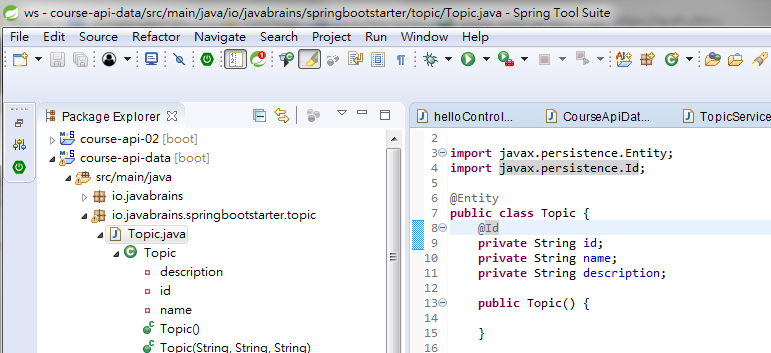 ws - course-api-data/src/main/java/io/javabrains/springbootstarter/topic/Topic.java - Spring Tool Suite
File Edit Source Refactor Navigate Search Project Run Window Help
Package Explorer
course-api-02 [boot]
course-api-data [boot]
src/main/java
io.javabrains
io.javabrains.springbootstarter.topic
Topic.java
Topic
description
id
name
Topic()
Topic(String, String, String)
helloControl... CourseApiDat... TopicService
2
3 import javax.persistence.Entity;
4 import javax.persistence.Id;
5
6 @Entity
7 public class Topic {
8 @Id
9 private String id;
10 private String name;
11 private String description;
12
13 public Topic() {
14
15 }
16